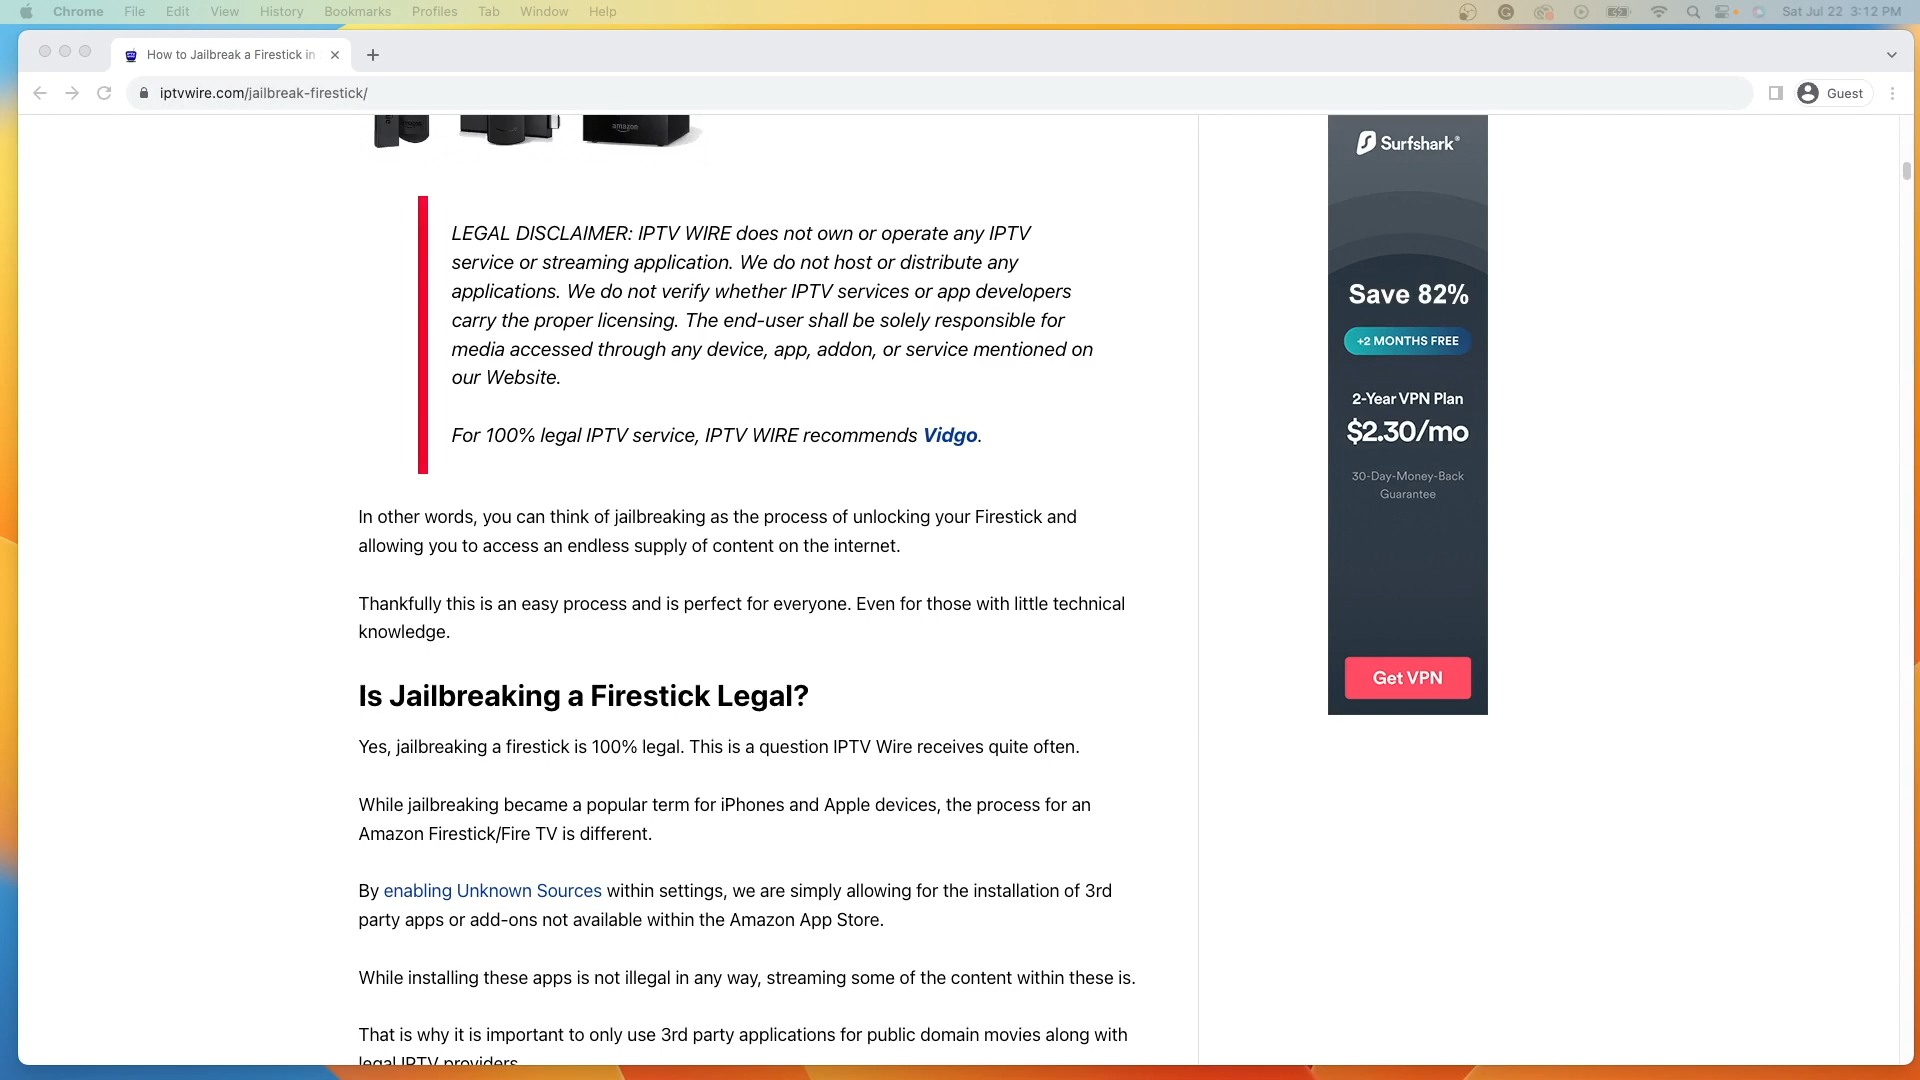 Chrome File Edit View History Bookmarks Profiles Tab Window Help Sat Jul 22 3:12 PM
How to Jailbreak a Firestick in
iptvwire.com/jailbreak-firestick/ Guest
amazon
LEGAL DISCLAIMER: IPTV WIRE does not own or operate any IPTV
service or streaming application. We do not host or distribute any
applications. We do not verify whether IPTV services or app developers
carry the proper licensing. The end-user shall be solely responsible for
media accessed through any device, app, addon, or service mentioned on
our Website.
For 100% legal IPTV service, IPTV WIRE recommends Vidgo.
In other words, you can think of jailbreaking as the process of unlocking your Firestick and
allowing you to access an endless supply of content on the internet.
Thankfully this is an easy process and is perfect for everyone. Even for those with little technical
knowledge.
Is Jailbreaking a Firestick Legal?
Yes, jailbreaking a firestick is 100% legal. This is a question IPTV Wire receives quite often.
While jailbreaking became a popular term for iPhones and Apple devices, the process for an
Amazon Firestick/Fire TV is different.
By enabling Unknown Sources within settings, we are simply allowing for the installation of 3rd
party apps or add-ons not available within the Amazon App Store.
While installing these apps is not illegal in any way, streaming some of the content within these is.
That is why it is important to only use 3rd party applications for public domain movies along with
legal IPTV providers.
Surfshark®
Save 82%
+2 MONTHS FREE
2-Year VPN Plan
$2.30/mo
30-Day-Money-Back
Guarantee
Get VPN